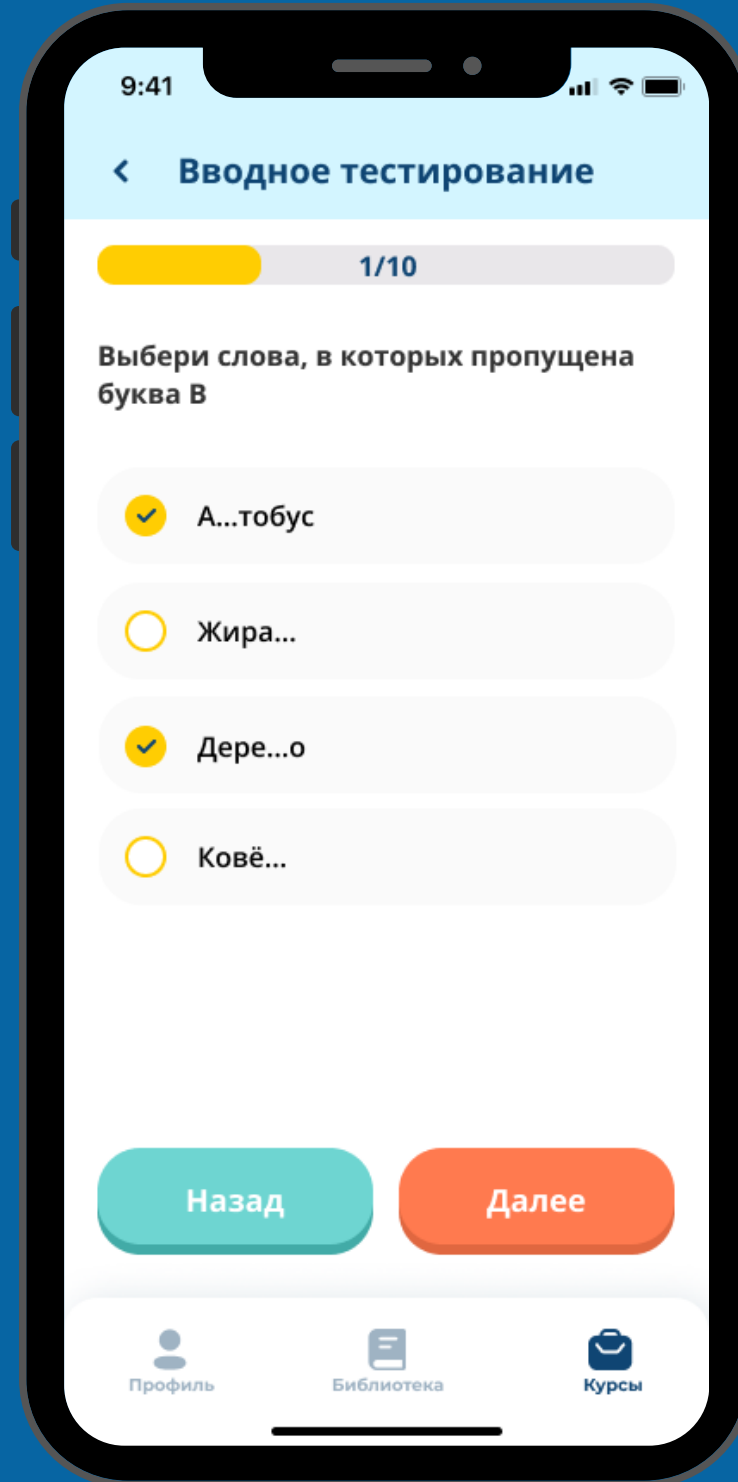 9:41
Вводное тестирование
1/10
Выбери слова, в которых пропущена
буква В
А...тобус
Жира...
Дере...о
Ковё...
Назад
Далее
Профиль
Библиотека
Курсы